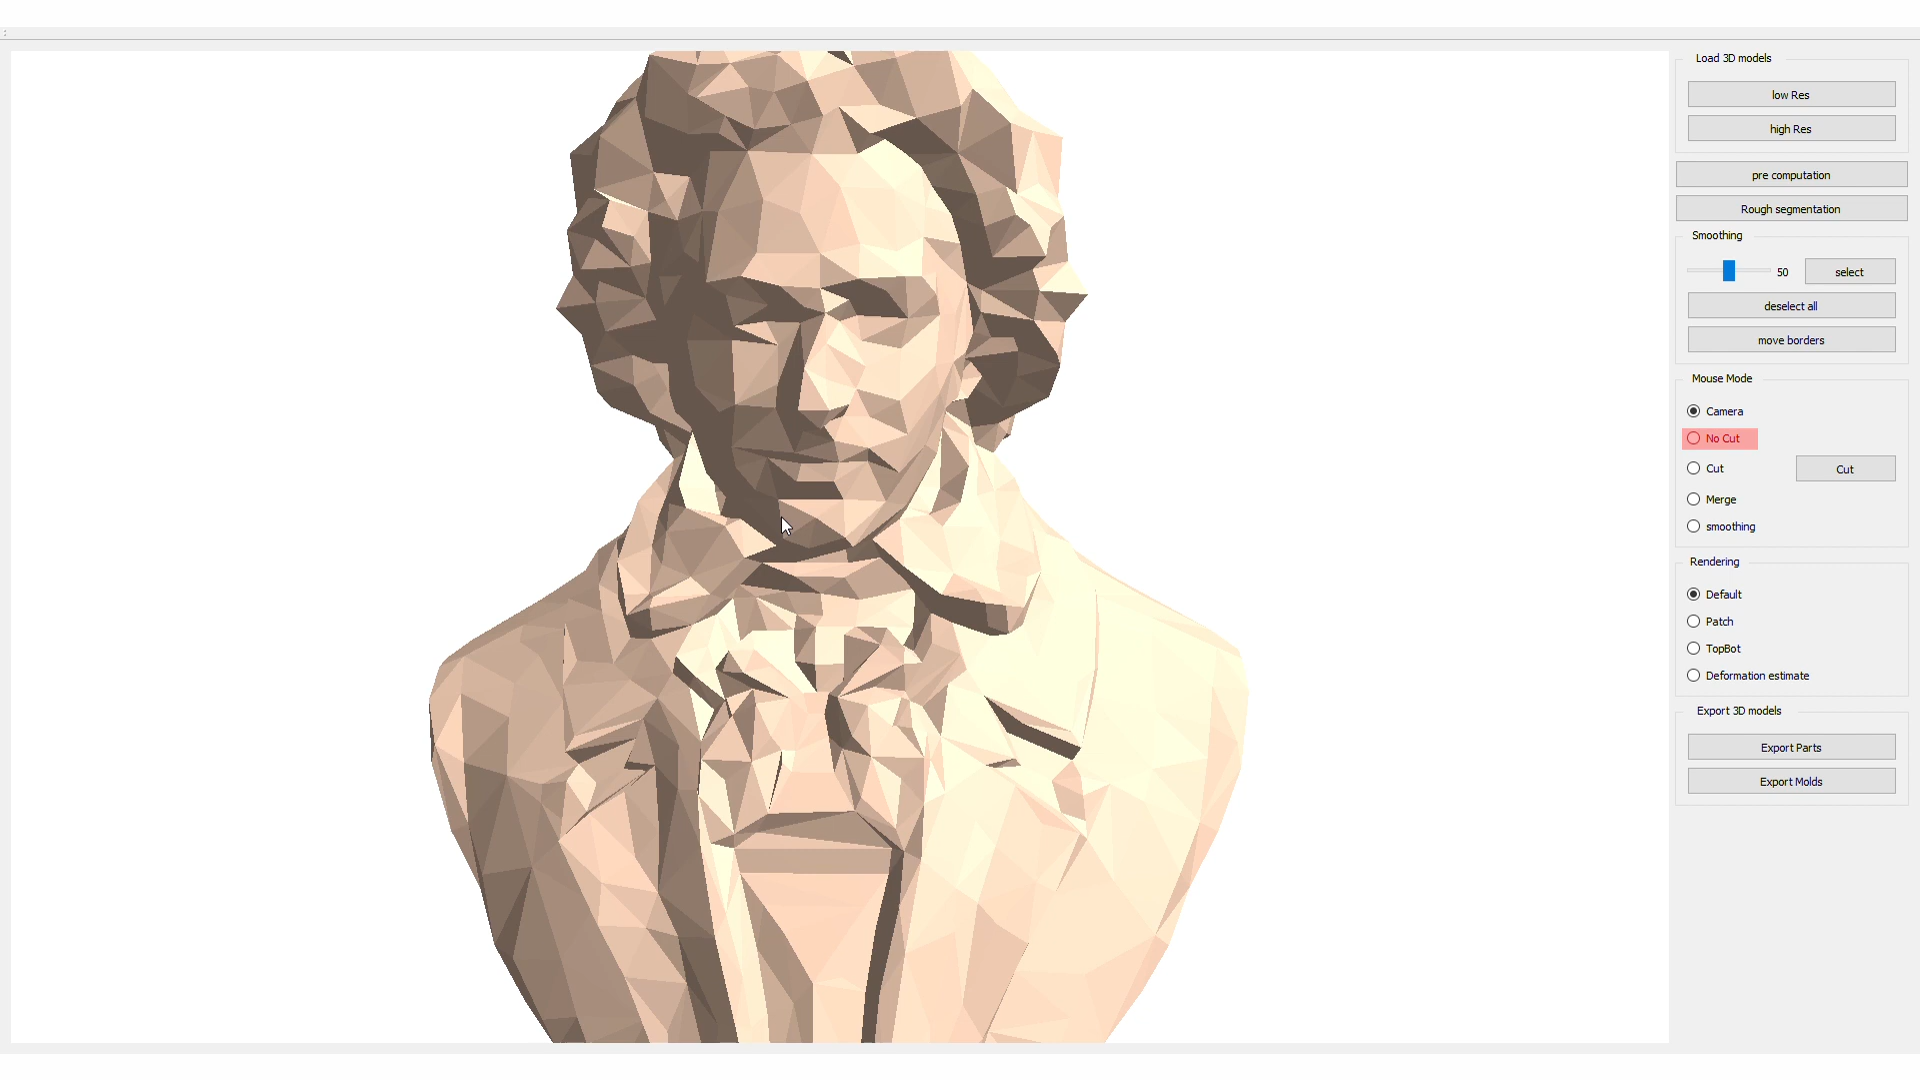 Load 3D models
low Res
high Res
pre computation
Rough segmentation
Smoothing
50
select
deselect all
move borders
Mouse Mode
Camera
No Cut
Cut
Cut
Merge
smoothing
Rendering
Default
Patch
TopBot
Deformation estimate
Export 3D models
Export Parts
Export Molds